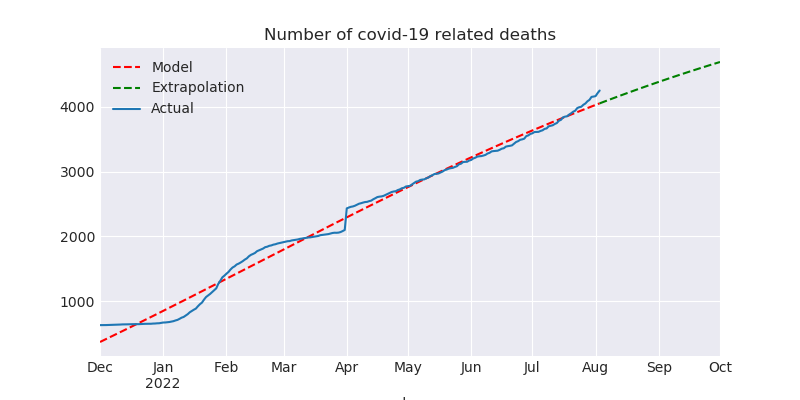 Number of covid-19 related deaths
Model
Extrapolation
Actual
4000
3000
2000
1000
Dec Jan Feb Mar Apr May Jun Jul Aug Sep Oct
2022